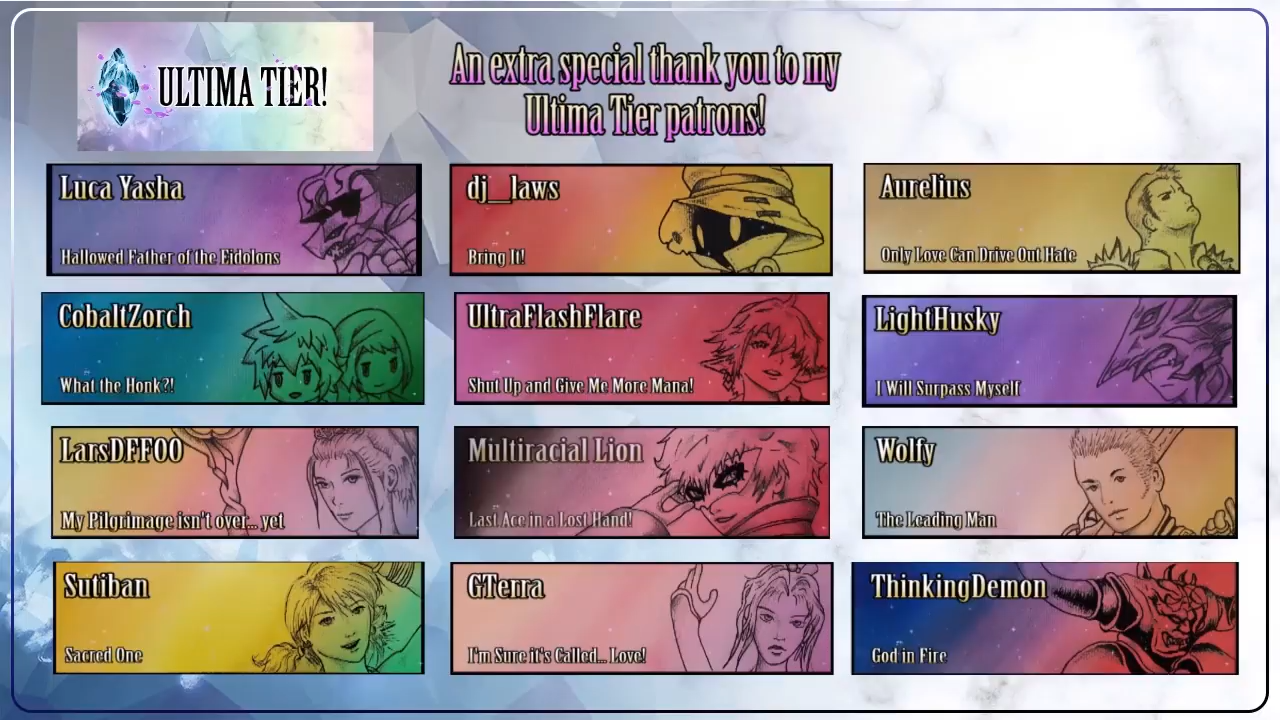 ULTIMA TIER!
An extra special thank you to my
Ultima Tier patrons!
Luca Yasha
Hallowed Father of the Eidolons
dj__laws
Bring It!
Aurelius
Only Love Can Drive Out Hate
CobaltZorch
What the Honk?!
UltraFlashFlare
Shut Up and Give Me More Mana!
LightHusky
I Will Surpass Myself
LarsDFFOO
My Pilgrimage isn't over... yet
Multiracial Lion
Last Ace in a Lost Hand!
Wolfy
The Leading Man
Sutiban
Sacred One
GTerra
I'm Sure it's Called... Love!
ThinkingDemon
God in Fire